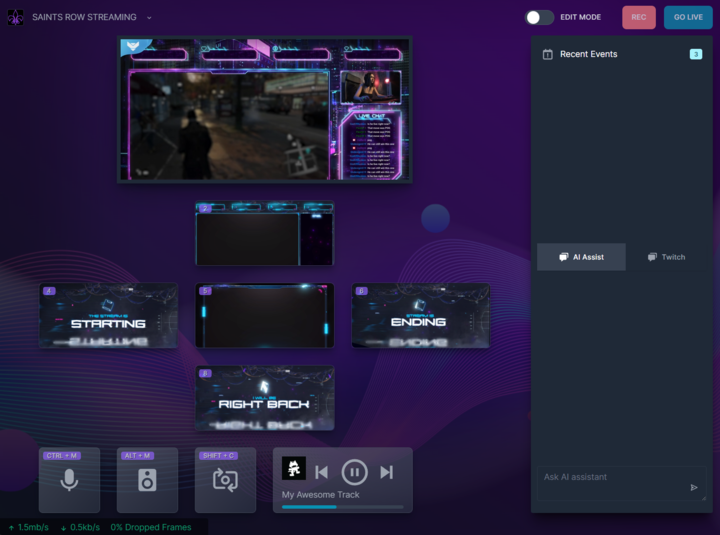 SAINTS ROW STREAMING
EDIT MODE
REC
GO LIVE
LIVE CHAT
Recent Events
3
AI Assist
Twitch
THE STREAM IS
STARTING
5
STREAM IS
ENDING
I WILL BE
RIGHT BACK
CTRL + M
ALT + M
SHIFT + C
My Awesome Track
Ask AI assistant
1.5mb/s
0.5kb/s
0% Dropped Frames